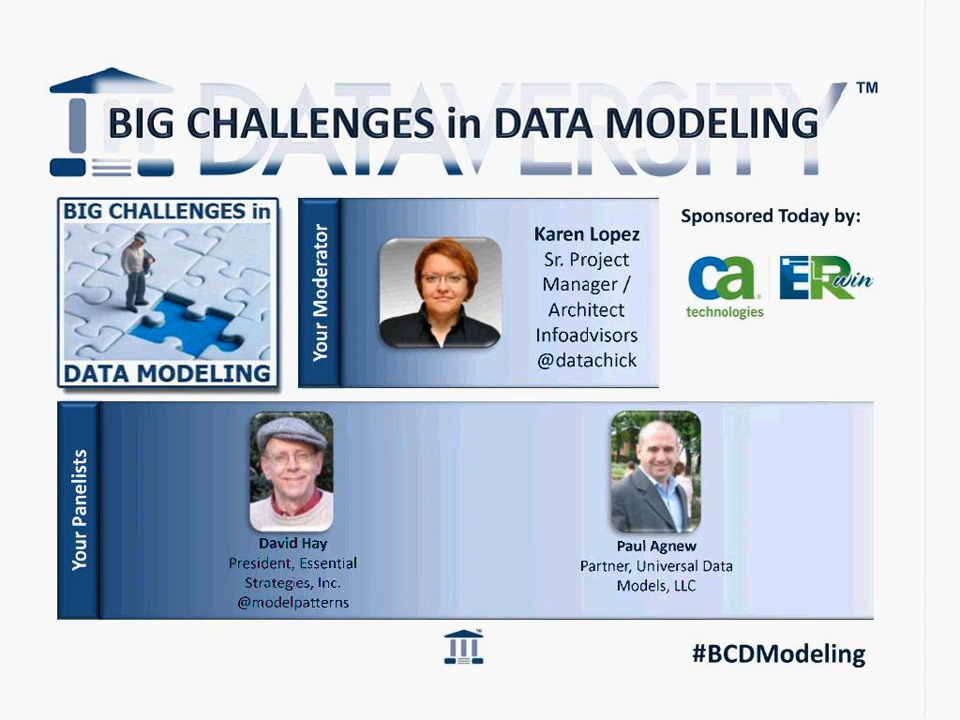 DATAVERSITY ™
BIG CHALLENGES in DATA MODELING
BIG CHALLENGES in
DATA MODELING
Your Moderator
Karen Lopez
Sr. Project
Manager /
Architect
Infoadvisors
@datachick
Sponsored Today by:
ca
technologies
ERwin
Your Panelists
David Hay
President, Essential
Strategies, Inc.
@modelpatterns
Paul Agnew
Partner, Universal Data
Models, LLC
#BCDModeling